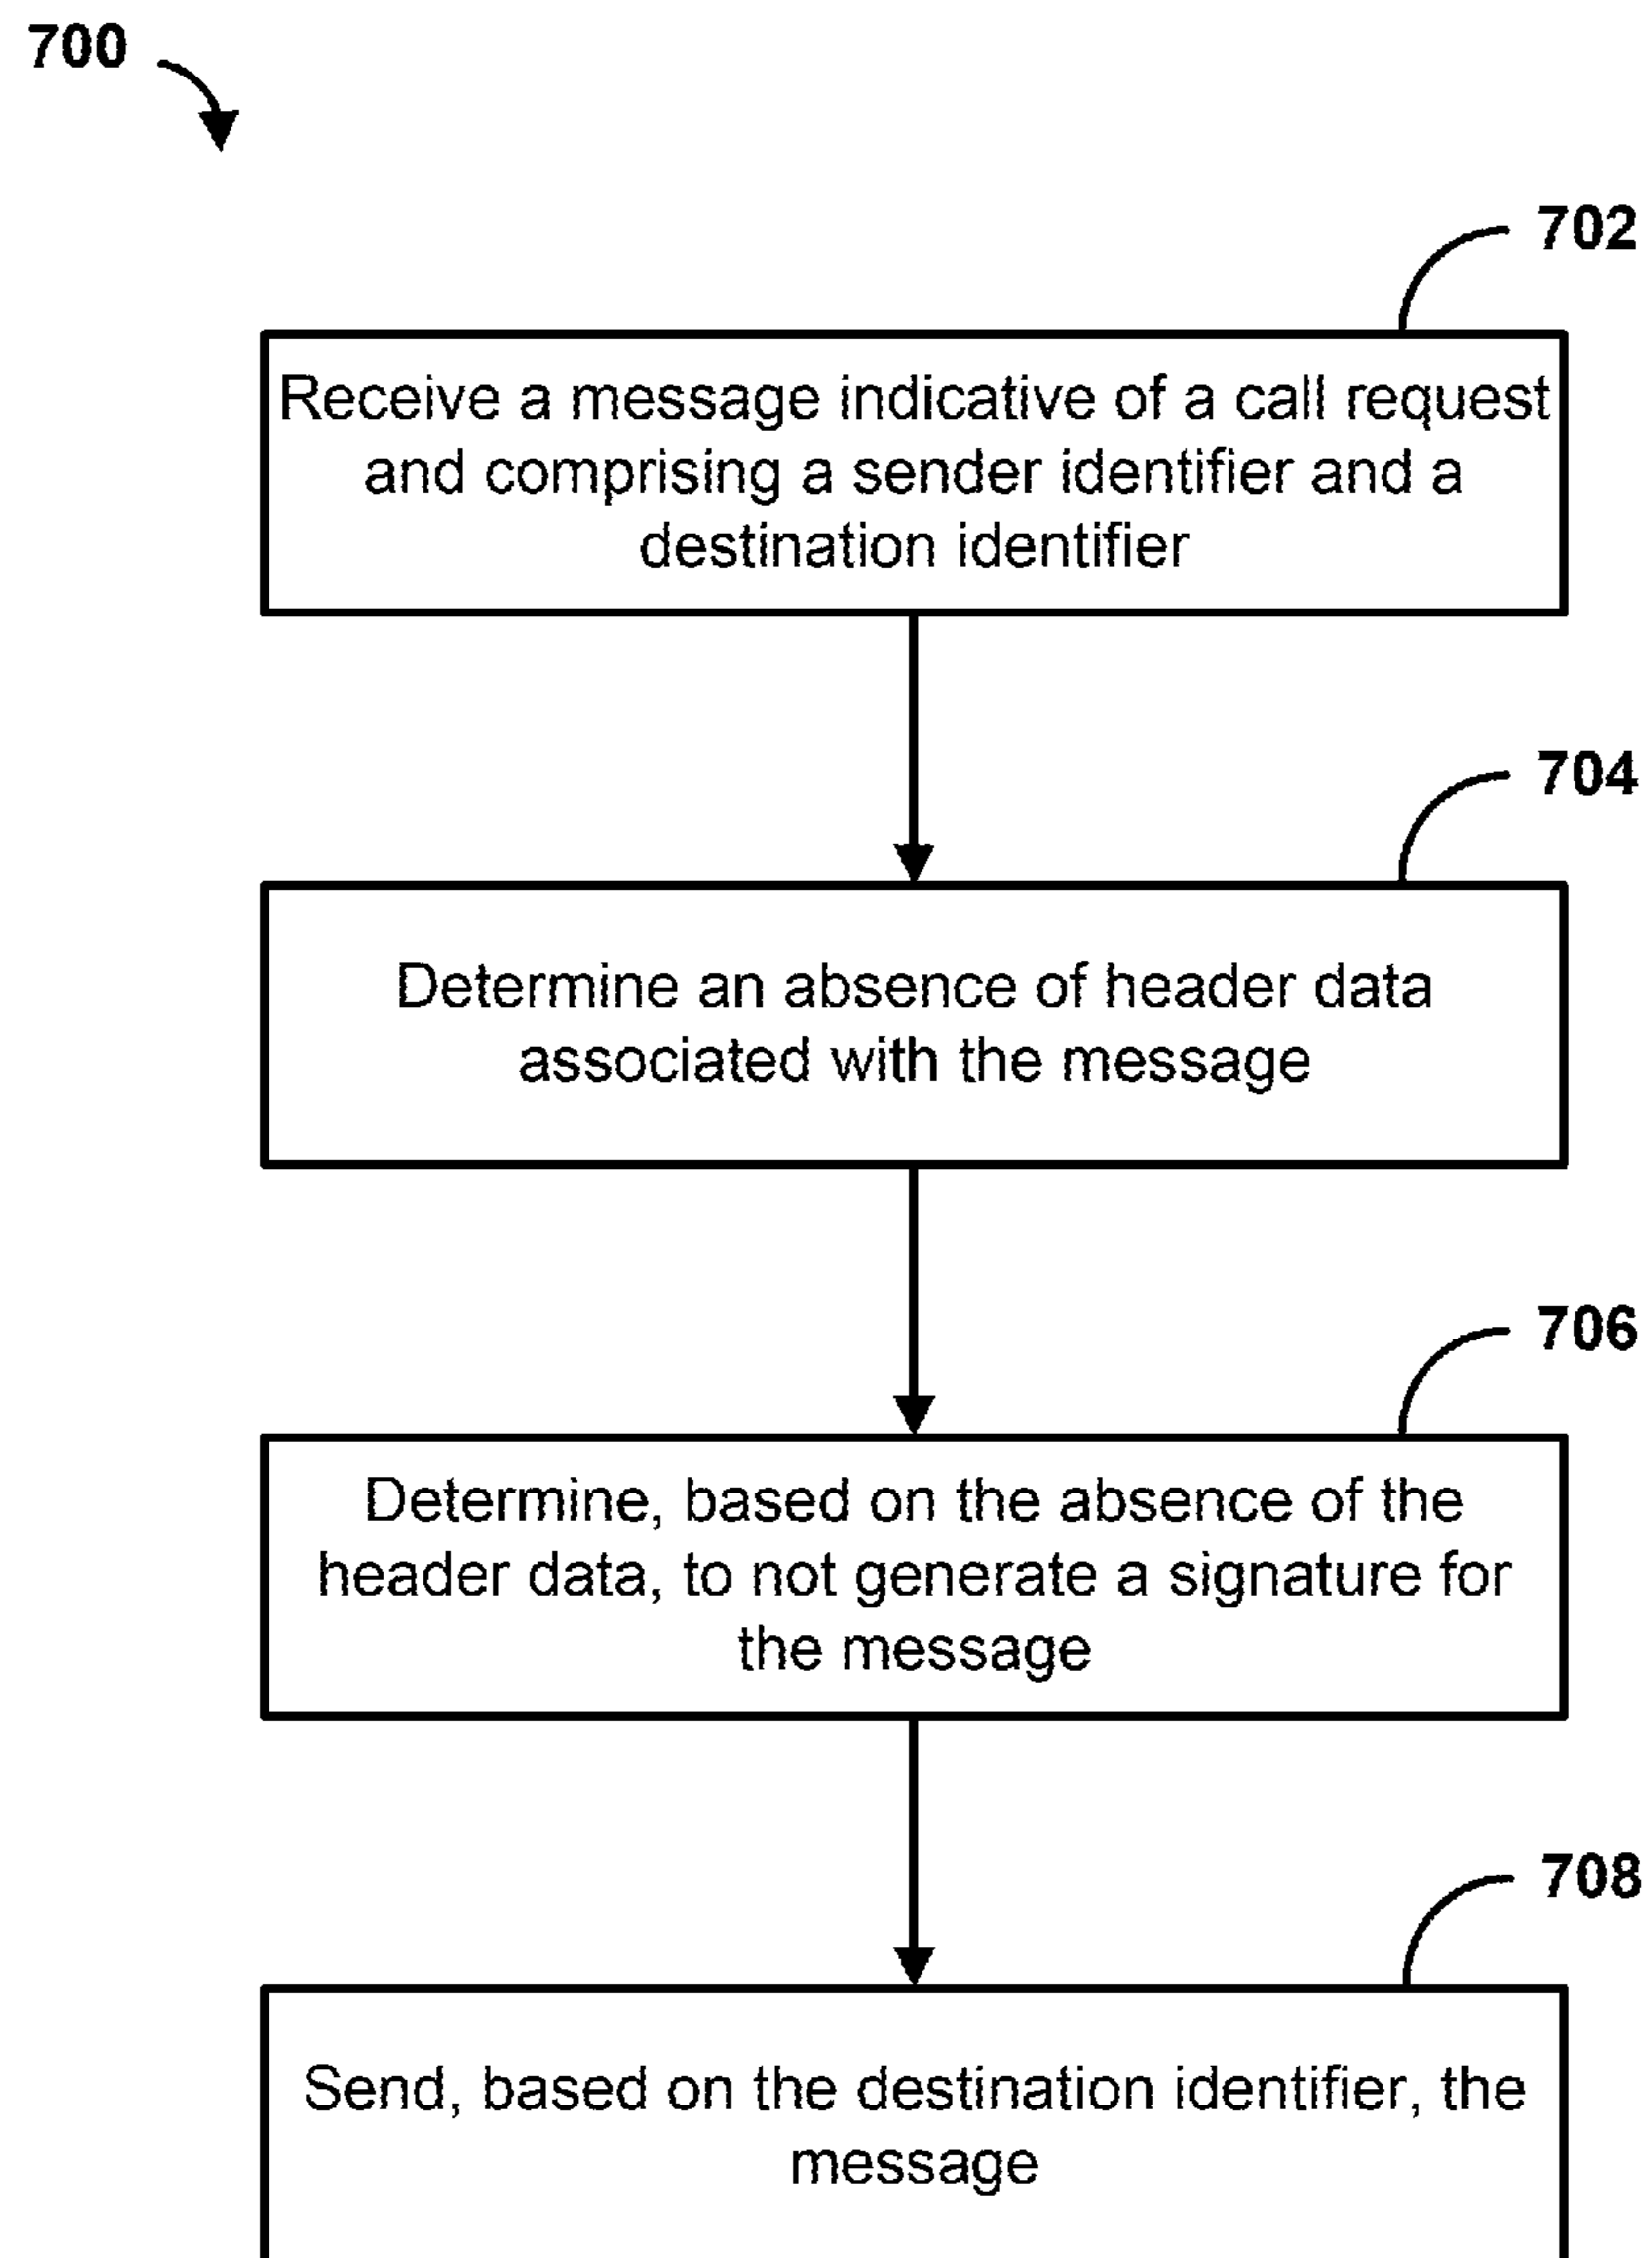 700
702
Receive a message indicative of a call request
and comprising a sender identifier and a
destination identifier
704
Determine an absence of header data
associated with the message
706
Determine, based on the absence of the
header data, to not generate a signature for
the message
708
Send, based on the destination identifier, the
message